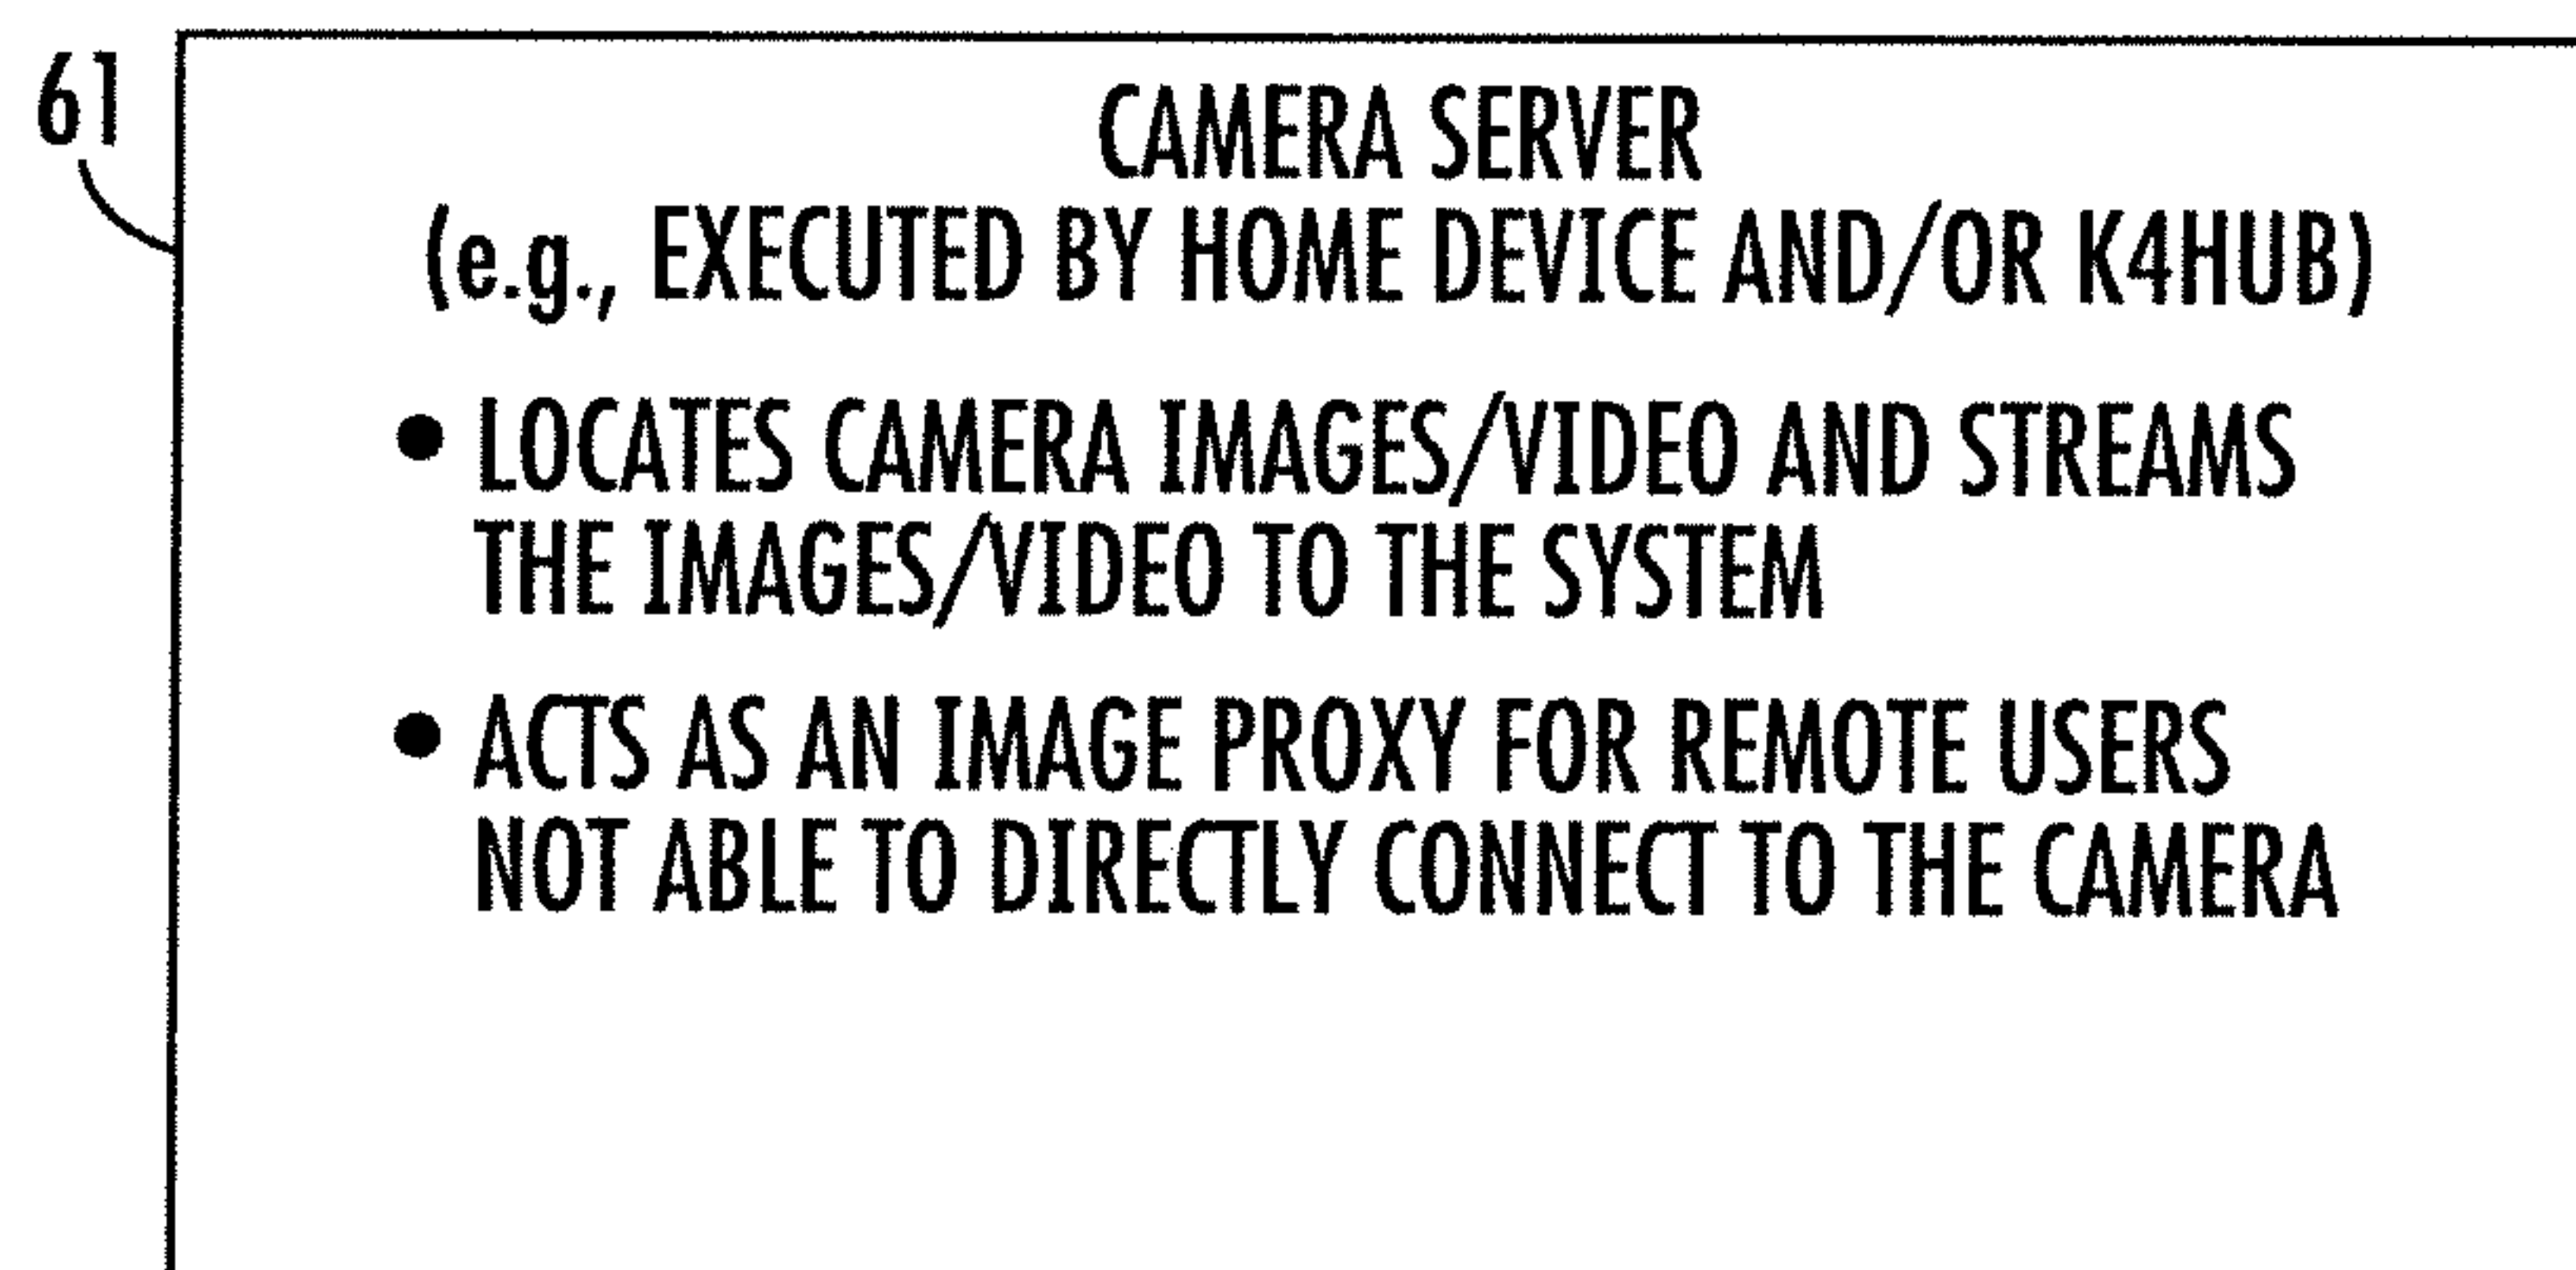 61
CAMERA SERVER
(e.g., EXECUTED BY HOME DEVICE AND/OR K4HUB)
• LOCATES CAMERA IMAGES/VIDEO AND STREAMS
THE IMAGES/VIDEO TO THE SYSTEM
• ACTS AS AN IMAGE PROXY FOR REMOTE USERS
NOT ABLE TO DIRECTLY CONNECT TO THE CAMERA